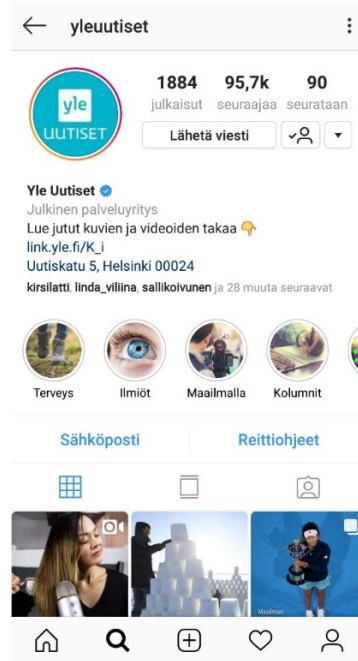 yleuutiset
yle
UUTISET
1884 95,7k 90
julkaisut seuraajaa seurataan
Lähetä viesti
Yle Uutiset
Julkinen palveluyritys
Lue jutut kuvien ja videoiden takaa 👇
link.yle.fi/K_i
Uutiskatu 5, Helsinki 00024
kirsilatti, linda_viliina, sallikoivunen ja 28 muuta seuraavat
Terveys Ilmiöt Maailmalla Kolumnit
Sähköposti Reittiohjeet
Maailman